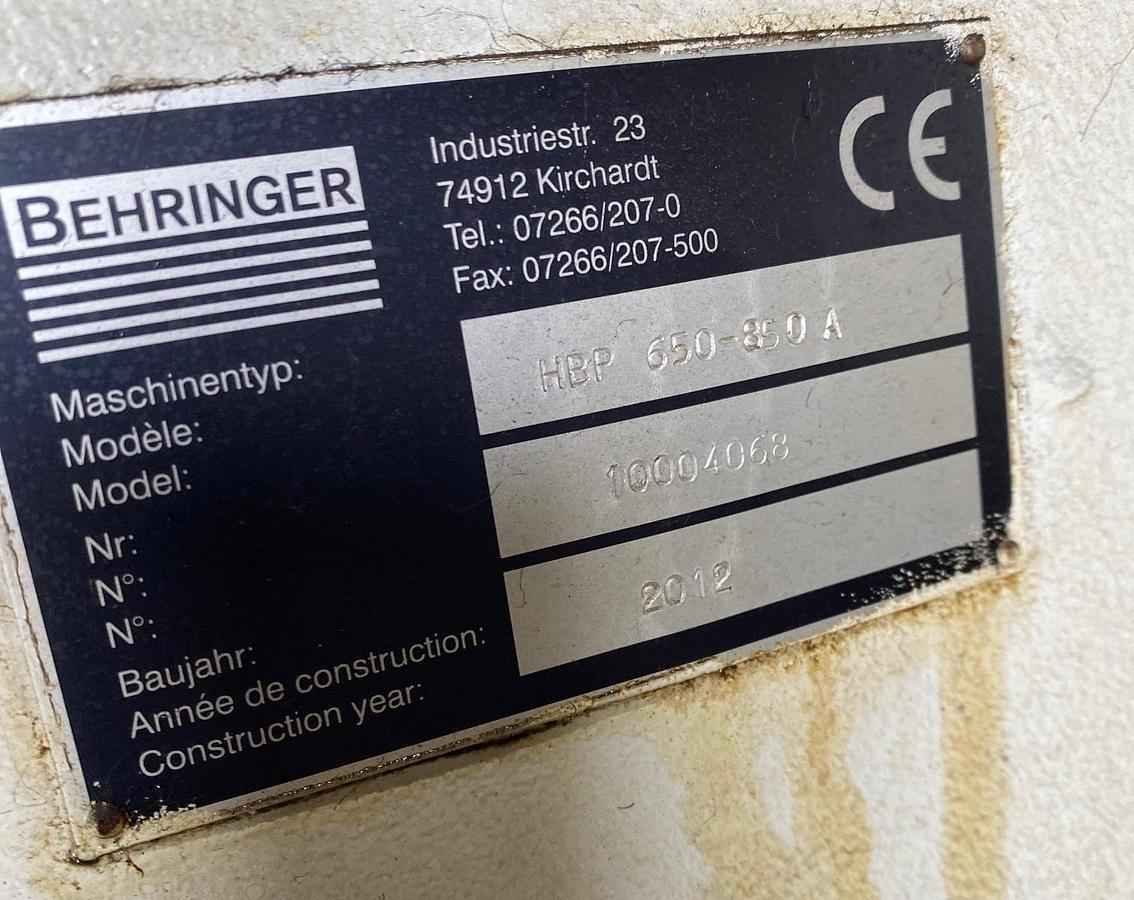 BEHRINGER
Industriestr. 23
74912 Kirchardt
Tel.: 07266/207-0
Fax: 07266/207-500
CE
Maschinentyp:
Modèle:
Model:
HBP 650-850 A
Nr:
N°:
N°:
10004068
Baujahr:
Année de construction:
Construction year:
2012